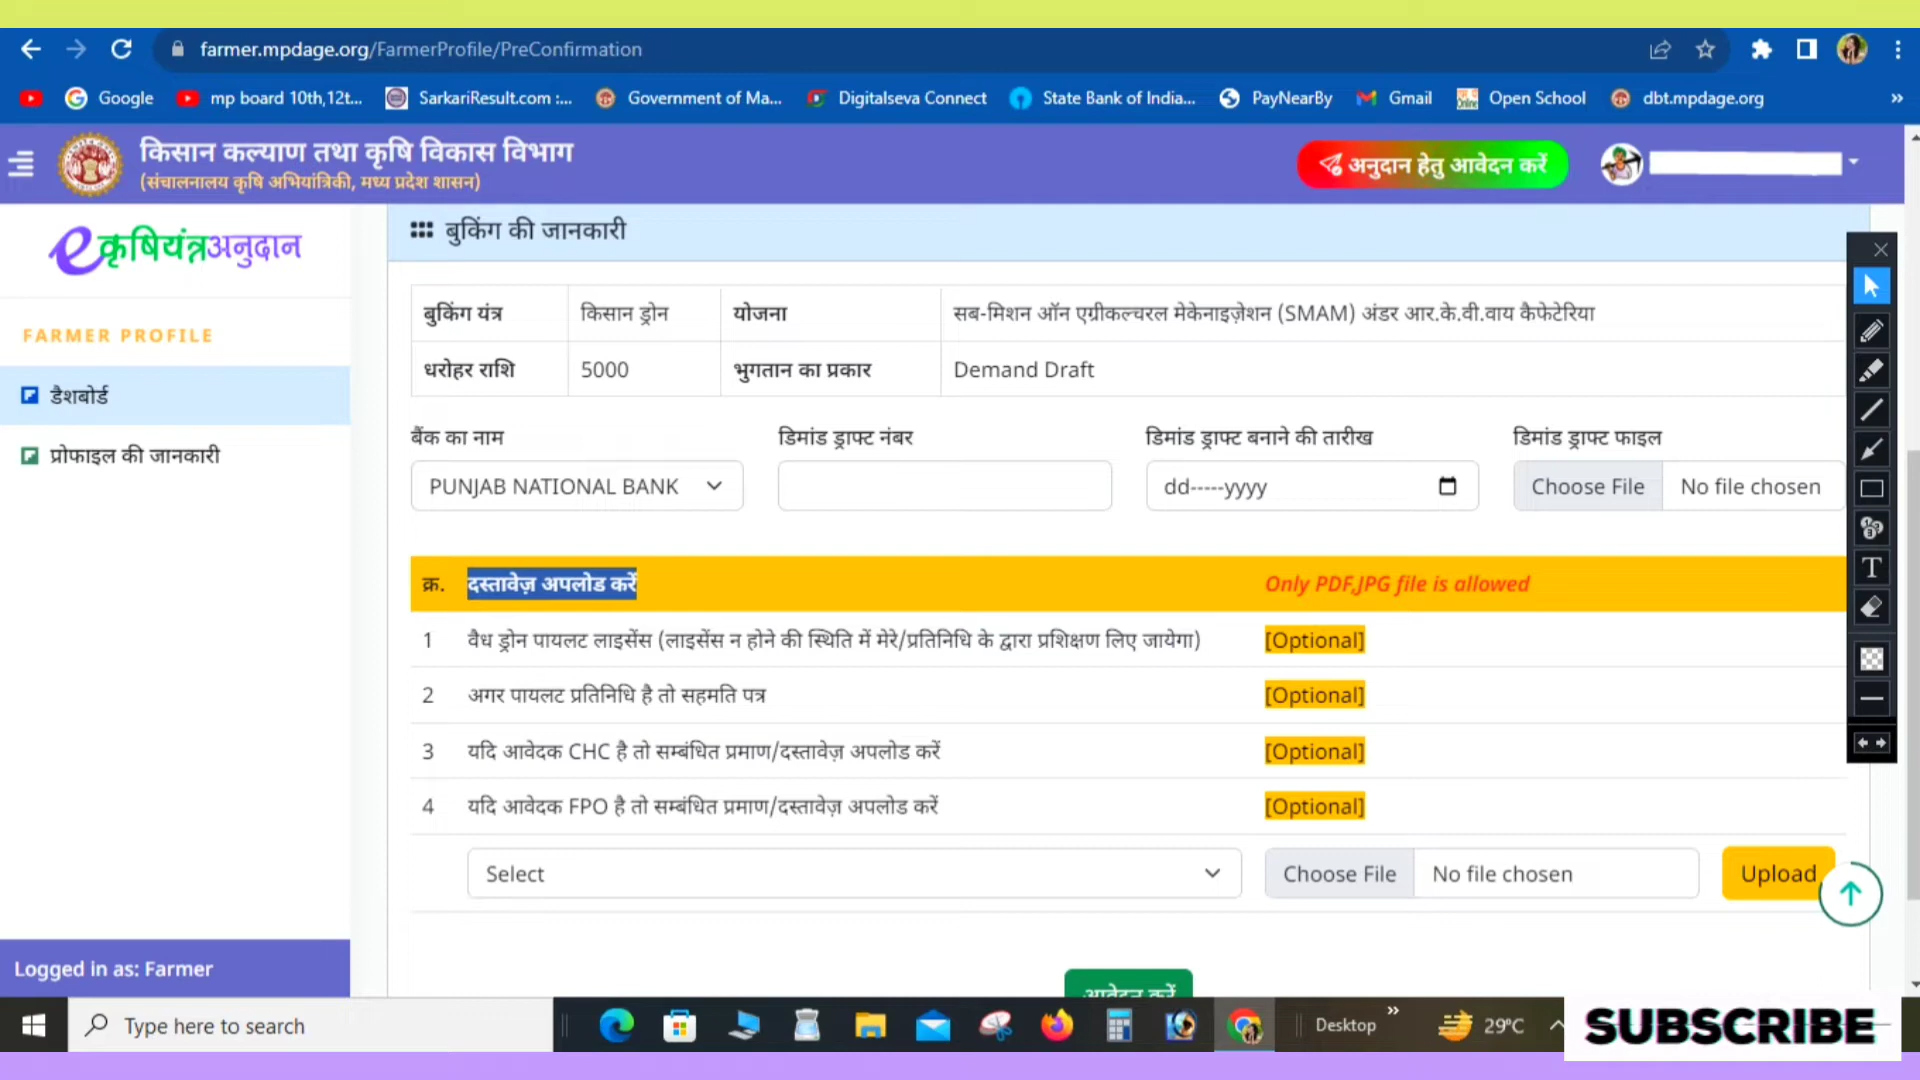 farmer.mpdage.org/FarmerProfile/PreConfirmation
Google mp board 10th,12t... SarkariResult.com :... Government of Ma... Digitalseva Connect State Bank of India... PayNearBy Gmail Open School dbt.mpdage.org »
किसान कल्याण तथा कृषि विकास विभाग
(संचालनालय कृषि अभियांत्रिकी, मध्य प्रदेश शासन)
अनुदान हेतु आवेदन करें
e कृषियंत्रअनुदान
FARMER PROFILE
डैशबोर्ड
प्रोफाइल की जानकारी
Logged in as: Farmer
बुकिंग की जानकारी
बुकिंग यंत्र किसान ड्रोन योजना सब-मिशन ऑन एग्रीकल्चरल मेकेनाइज़ेशन (SMAM) अंडर आर.के.वी.वाय कैफेटेरिया
धरोहर राशि 5000 भुगतान का प्रकार Demand Draft
बैंक का नाम डिमांड ड्राफ्ट नंबर डिमांड ड्राफ्ट बनाने की तारीख डिमांड ड्राफ्ट फाइल
PUNJAB NATIONAL BANK dd-----yyyy Choose File No file chosen
क्र. दस्तावेज़ अपलोड करें Only PDF,JPG file is allowed
1 वैध ड्रोन पायलट लाइसेंस (लाइसेंस न होने की स्थिति में मेरे/प्रतिनिधि के द्वारा प्रशिक्षण लिए जायेगा) [Optional]
2 अगर पायलट प्रतिनिधि है तो सहमति पत्र [Optional]
3 यदि आवेदक CHC है तो सम्बंधित प्रमाण/दस्तावेज़ अपलोड करें [Optional]
4 यदि आवेदक FPO है तो सम्बंधित प्रमाण/दस्तावेज़ अपलोड करें [Optional]
Select Choose File No file chosen Upload
आवेदन करें
Type here to search Desktop » 29°C
SUBSCRIBE